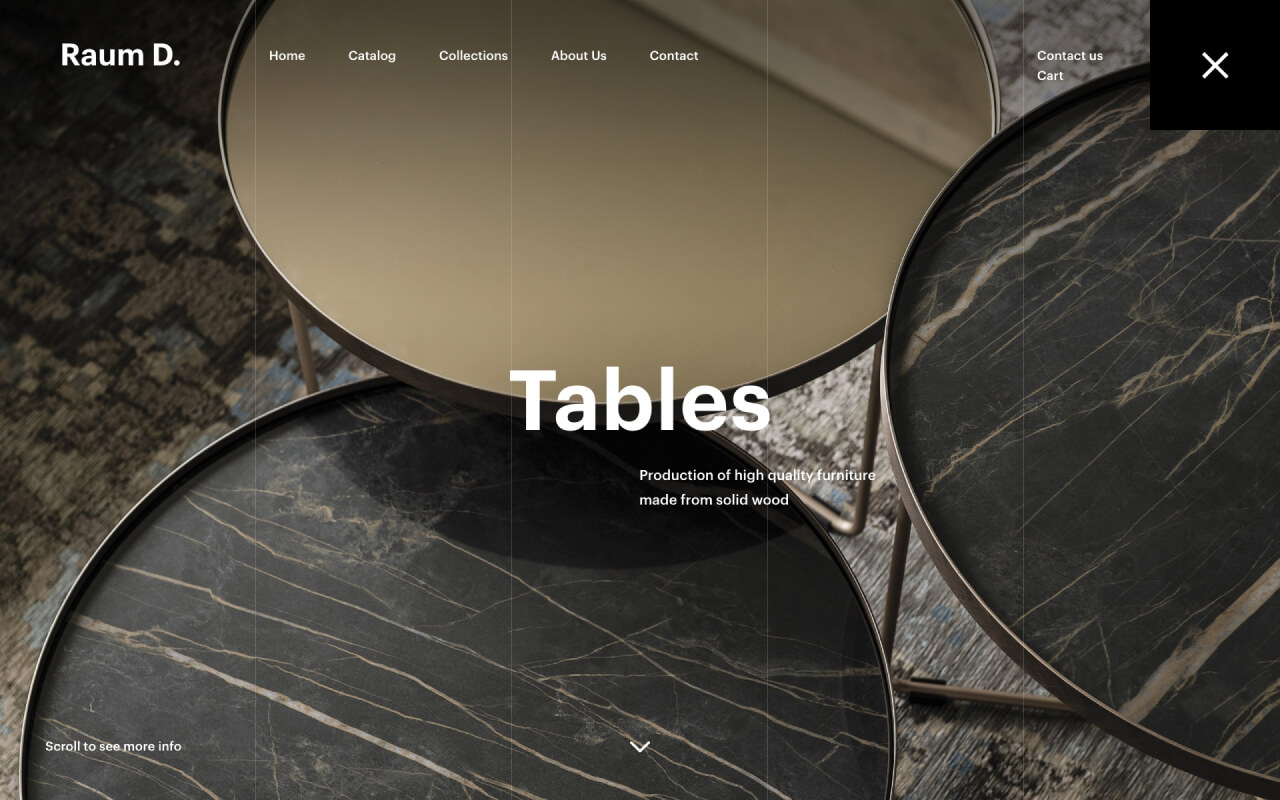 Raum D.
Home
Catalog
Collections
About Us
Contact
Contact us
Cart
Tables
Production of high quality furniture
made from solid wood
Scroll to see more info